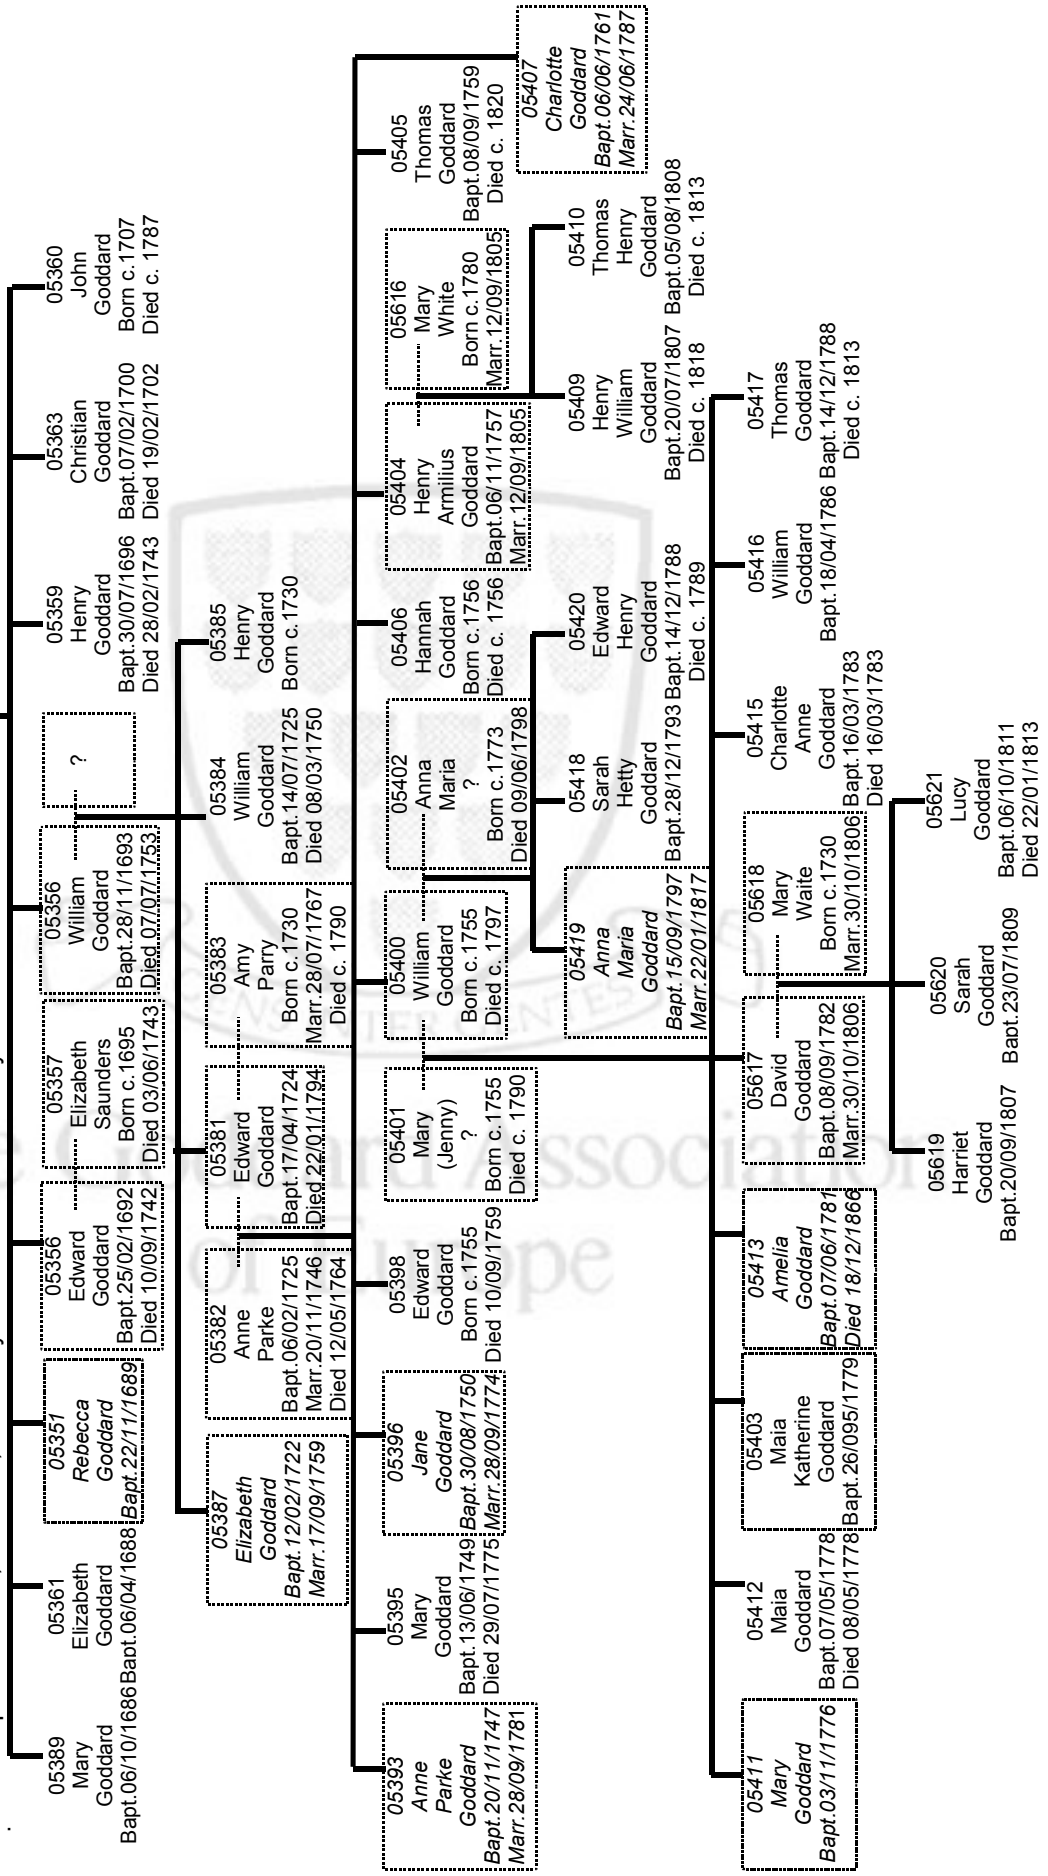 05389
Mary
Goddard
Bapt.06/10/1686
05361
Elizabeth
Goddard
Bapt.06/04/1688
05351
Rebecca
Goddard
Bapt.22/11/1689
05356
Edward
Goddard
Bapt.25/02/1692
Died 10/09/1742
05357
Elizabeth
Saunders
Born c.1695
Died 03/06/1743
05356
William
Goddard
Bapt.28/11/1693
Died 07/07/1753
?
05359
Henry
Goddard
Bapt.30/07/1696
Died 28/02/1743
05363
Christian
Goddard
Bapt.07/02/1700
Died 19/02/1702
05360
John
Goddard
Born c.1707
Died c. 1787
05387
Elizabeth
Goddard
Bapt.12/02/1722
Marr.17/09/1759
05382
Anne
Parke
Bapt.06/02/1725
Marr.20/11/1746
Died 12/05/1764
05381
Edward
Goddard
Bapt.17/04/1724
Died 22/01/1794
05383
Amy
Parry
Born c.1730
Marr.28/07/1767
Died c. 1790
05384
William
Goddard
Bapt.14/07/1725
Died 08/03/1750
05385
Henry
Goddard
Born c.1730
05393
Anne
Parke
Goddard
Bapt.20/11/1747
Marr.28/09/1781
05395
Mary
Goddard
Bapt.13/06/1749
Died 29/07/1775
05396
Jane
Goddard
Bapt.30/08/1750
Marr.28/09/1774
05398
Edward
Goddard
Born c.1755
Died 10/09/1759
05401
Mary
(Jenny)
?
Born c.1755
Died c. 1790
05400
William
Goddard
Born c.1755
Died c. 1797
05402
Anna
Maria
?
Born c.1773
Died 09/06/1798
05406
Hannah
Goddard
Born c.1756
Died c. 1756
05404
Henry
Armilius
Goddard
Bapt.06/11/1757
Marr.12/09/1805
05616
Mary
White
Born c.1780
Marr.12/09/1805
05405
Thomas
Goddard
Bapt.08/09/1759
Died c. 1820
05407
Charlotte
Goddard
Bapt.06/06/1761
Marr.24/06/1787
05419
Anna
Maria
Goddard
Bapt.15/09/1797
Marr.22/01/1817
05418
Sarah
Hetty
Goddard
Bapt.28/12/1793
05420
Edward
Henry
Goddard
Bapt.14/12/1788
Died c. 1789
05409
Henry
William
Goddard
Bapt.20/07/1807
Died c. 1818
05410
Thomas
Henry
Goddard
Bapt.05/08/1808
Died c. 1813
05411
Mary
Goddard
Bapt.03/11/1776
05412
Maia
Goddard
Bapt.07/05/1778
Died 08/05/1778
05403
Maia
Katherine
Goddard
Bapt.26/095/1779
05413
Amelia
Goddard
Bapt.07/06/1781
Died 18/12/1866
05617
David
Goddard
Bapt.08/09/1782
Marr.30/10/1806
05618
Mary
Waite
Born c.1730
Marr.30/10/1806
05415
Charlotte
Anne
Goddard
Bapt.16/03/1783
Died 16/03/1783
05416
William
Goddard
Bapt.18/04/1786
05417
Thomas
Goddard
Bapt.14/12/1788
Died c. 1813
05619
Harriet
Goddard
Bapt.20/09/1807
05620
Sarah
Goddard
Bapt.23/07/1809
05621
Lucy
Goddard
Bapt.06/10/1811
Died 22/01/1813
GENS INTER GENTES
e Goddard Association
of Europe